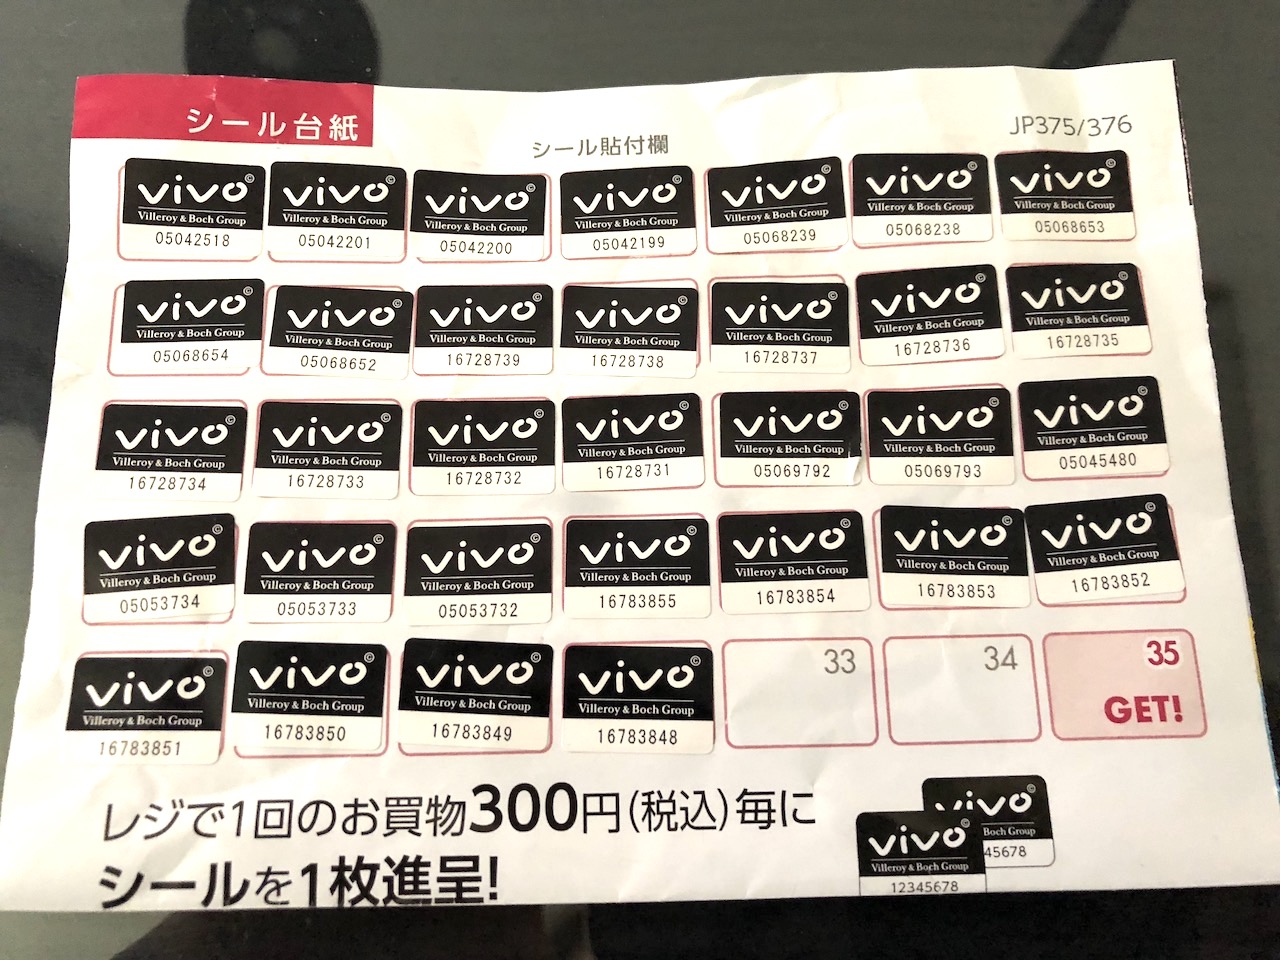 シール台紙
シール貼付欄
JP375/376
vivo© vivo© vivo© vivo© vivo© vivo© vivo©
Villeroy & Boch Group Villeroy & Boch Group Villeroy & Boch Group Villeroy & Boch Group Villeroy & Boch Group Villeroy & Boch Group Villeroy & Boch Group
05042518 05042201 05042200 05042199 05068239 05068238 05068653
vivo© vivo© vivo© vivo© vivo© vivo© vivo©
Villeroy & Boch Group Villeroy & Boch Group Villeroy & Boch Group Villeroy & Boch Group Villeroy & Boch Group Villeroy & Boch Group Villeroy & Boch Group
05068654 05068652 16728739 16728738 16728737 16728736 16728735
vivo© vivo© vivo© vivo© vivo© vivo© vivo©
Villeroy & Boch Group Villeroy & Boch Group Villeroy & Boch Group Villeroy & Boch Group Villeroy & Boch Group Villeroy & Boch Group Villeroy & Boch Group
16728734 16728733 16728732 16728731 05069792 05069793 05045480
vivo© vivo© vivo© vivo© vivo© vivo© vivo©
Villeroy & Boch Group Villeroy & Boch Group Villeroy & Boch Group Villeroy & Boch Group Villeroy & Boch Group Villeroy & Boch Group Villeroy & Boch Group
05053734 05053733 05053732 16783855 16783854 16783853 16783852
vivo© vivo© vivo© vivo© 33 34 35
Villeroy & Boch Group Villeroy & Boch Group Villeroy & Boch Group Villeroy & Boch Group GET!
16783851 16783850 16783849 16783848
レジで1回のお買物300円(税込)毎に
シールを1枚進呈!
vivo©
Boch Group
45678
vivo©
Villeroy & Boch Group
12345678